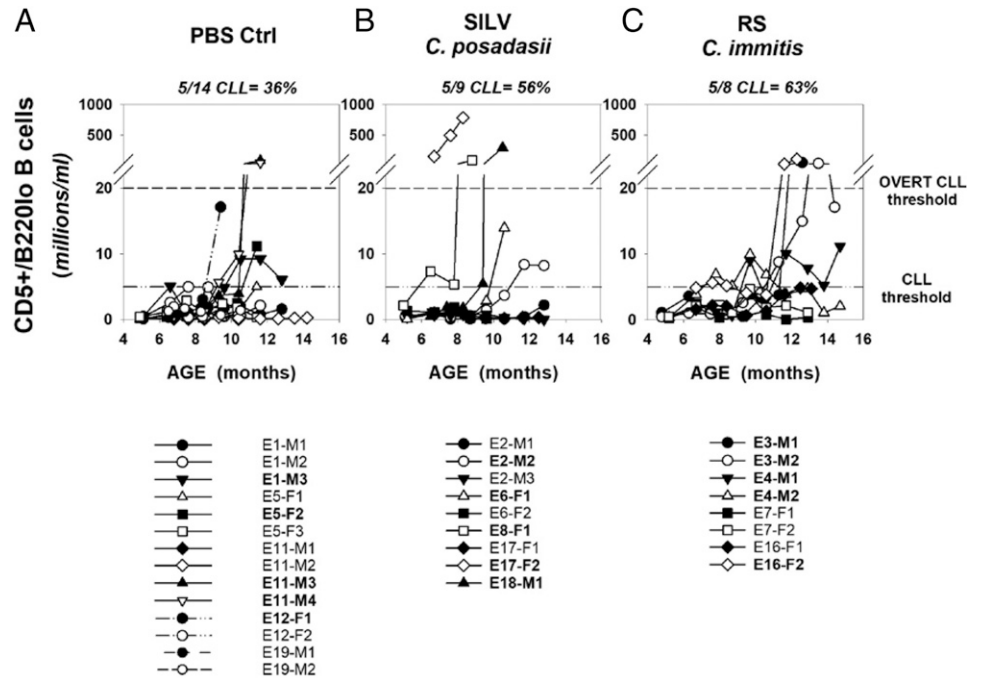 A
PBS Ctrl
5/14 CLL= 36%
B
SILV
C. posadasii
5/9 CLL= 56%
C
RS
C. immitis
5/8 CLL= 63%
CD5+/B220lo B cells
(millions/ml)
1000
500
20
10
5
0
4 6 8 10 12 14 16
AGE (months)
1000
500
20
10
5
0
4 6 8 10 12 14 16
AGE (months)
1000
500
20
10
5
0
4 6 8 10 12 14 16
AGE (months)
OVERT CLL
threshold
CLL
threshold
E1-M1
E1-M2
E1-M3
E5-F1
E5-F2
E5-F3
E11-M1
E11-M2
E11-M3
E11-M4
E12-F1
E12-F2
E19-M1
E19-M2
E2-M1
E2-M2
E2-M3
E6-F1
E6-F2
E8-F1
E17-F1
E17-F2
E18-M1
E3-M1
E3-M2
E4-M1
E4-M2
E7-F1
E7-F2
E16-F1
E16-F2